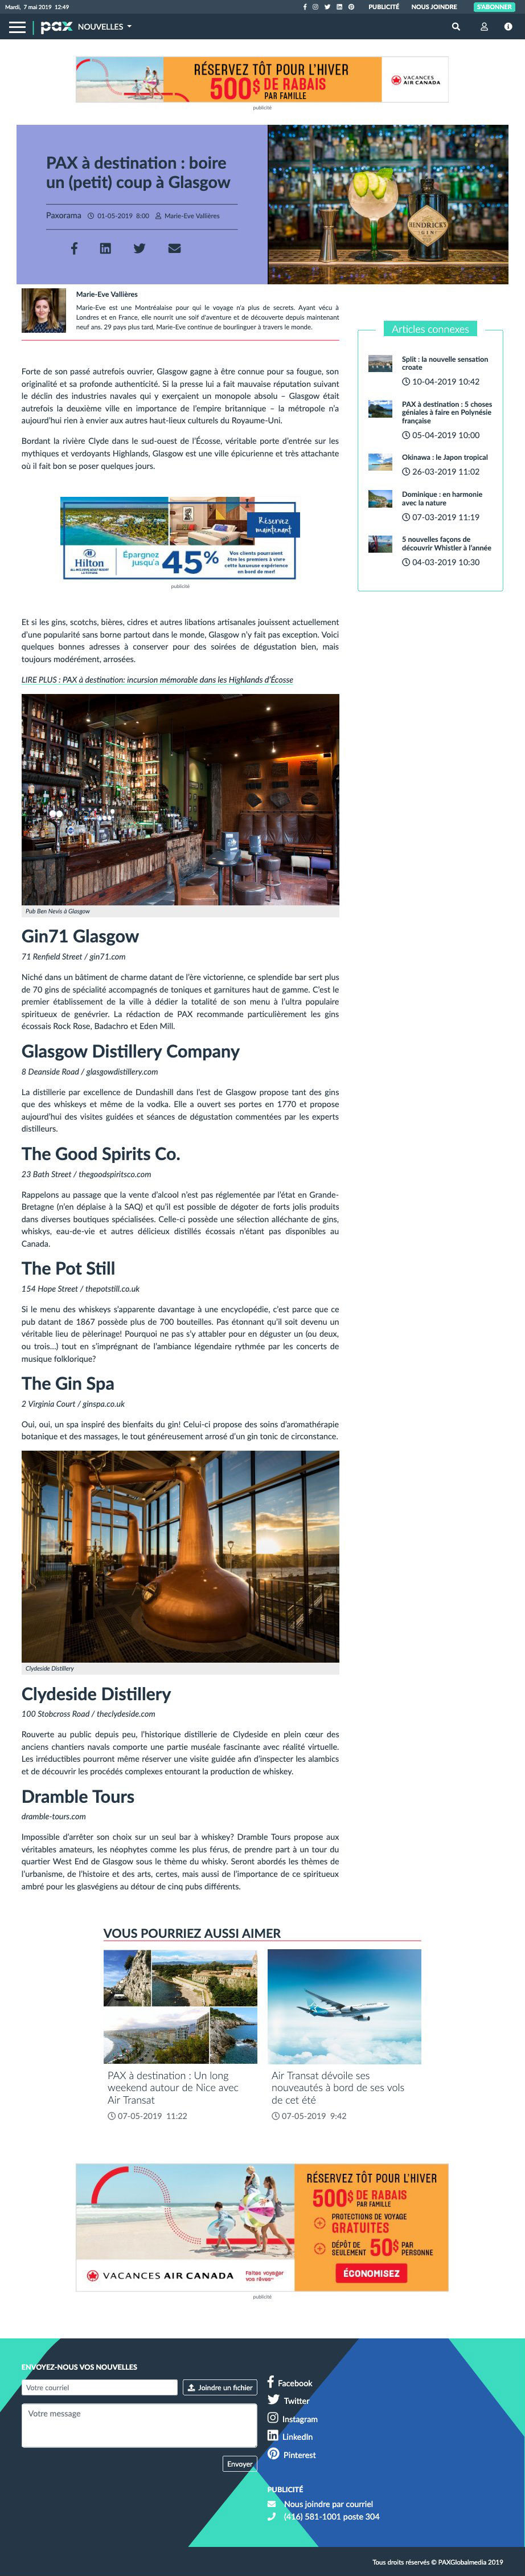 Mardi, 7 mai 2019 12:49
PUBLICITÉ NOUS JOINDRE S'ABONNER
pax NOUVELLES
RÉSERVEZ TÔT POUR L'HIVER
500$ DE RABAIS
PAR FAMILLE
VACANCES
AIR CANADA
publicité
PAX à destination : boire
un (petit) coup à Glasgow
Paxorama 01-05-2019 8:00 Marie-Eve Vallières
HENDRICK'S
GIN
Marie-Eve Vallières
Marie-Eve est une Montréalaise pour qui le voyage n'a plus de secrets. Ayant vécu à
Londres et en France, elle nourrit une soif d'aventure et de découverte depuis maintenant
neuf ans. 29 pays plus tard, Marie-Eve continue de bourlinguer à travers le monde.
Articles connexes
Split : la nouvelle sensation
croate
10-04-2019 10:42
PAX à destination : 5 choses
géniales à faire en Polynésie
française
05-04-2019 10:00
Okinawa : le Japon tropical
26-03-2019 11:02
Dominique : en harmonie
avec la nature
07-03-2019 11:19
5 nouvelles façons de
découvrir Whistler à l'année
04-03-2019 10:30
Forte de son passé autrefois ouvrier, Glasgow gagne à être connue pour sa fougue, son
originalité et sa profonde authenticité. Si la presse lui a fait mauvaise réputation suivant
le déclin des industries navales qui y exerçaient un monopole absolu – Glasgow était
autrefois la deuxième ville en importance de l'empire britannique – la métropole n'a
aujourd'hui rien à envier aux autres haut-lieux culturels du Royaume-Uni.
Bordant la rivière Clyde dans le sud-ouest de l'Écosse, véritable porte d'entrée sur les
mythiques et verdoyants Highlands, Glasgow est une ville épicurienne et très attachante
où il fait bon se poser quelques jours.
Réservez
maintenant
Hilton
Épargnez
jusqu'à
45%
Vos clients pourraient
être les premiers à vivre
cette luxueuse expérience
en bord de mer!
publicité
Et si les gins, scotchs, bières, cidres et autres libations artisanales jouissent actuellement
d'une popularité sans borne partout dans le monde, Glasgow n'y fait pas exception. Voici
quelques bonnes adresses à conserver pour des soirées de dégustation bien, mais
toujours modérément, arrosées.
LIRE PLUS : PAX à destination: incursion mémorable dans les Highlands d'Écosse
Pub Ben Nevis à Glasgow
Gin71 Glasgow
71 Renfield Street / gin71.com
Niché dans un bâtiment de charme datant de l'ère victorienne, ce splendide bar sert plus
de 70 gins de spécialité accompagnés de toniques et garnitures haut de gamme. C'est le
premier établissement de la ville à dédier la totalité de son menu à l'ultra populaire
spiritueux de genévrier. La rédaction de PAX recommande particulièrement les gins
écossais Rock Rose, Badachro et Eden Mill.
Glasgow Distillery Company
8 Deanside Road / glasgowdistillery.com
La distillerie par excellence de Dundashill dans l'est de Glasgow propose tant des gins
que des whiskeys et même de la vodka. Elle a ouvert ses portes en 1770 et propose
aujourd'hui des visites guidées et séances de dégustation commentées par les experts
distilleurs.
The Good Spirits Co.
23 Bath Street / thegoodspiritsco.com
Rappelons au passage que la vente d'alcool n'est pas réglementée par l'état en Grande-
Bretagne (n'en déplaise à la SAQ) et qu'il est possible de dégoter de forts jolis produits
dans diverses boutiques spécialisées. Celle-ci possède une sélection alléchante de gins,
whiskys, eau-de-vie et autres délicieux distillés écossais n'étant pas disponibles au
Canada.
The Pot Still
154 Hope Street / thepotstill.co.uk
Si le menu des whiskeys s'apparente davantage à une encyclopédie, c'est parce que ce
pub datant de 1867 possède plus de 700 bouteilles. Pas étonnant qu'il soit devenu un
véritable lieu de pèlerinage! Pourquoi ne pas s'y attabler pour en déguster un (ou deux,
ou trois...) tout en s'imprégnant de l'ambiance légendaire rythmée par les concerts de
musique folklorique?
The Gin Spa
2 Virginia Court / ginspa.co.uk
Oui, oui, un spa inspiré des bienfaits du gin! Celui-ci propose des soins d'aromathérapie
botanique et des massages, le tout généreusement arrosé d'un gin tonic de circonstance.
Clydeside Distillery
Clydeside Distillery
100 Stobcross Road / theclydeside.com
Rouverte au public depuis peu, l'historique distillerie de Clydeside en plein cœur des
anciens chantiers navals comporte une partie muséale fascinante avec réalité virtuelle.
Les irréductibles pourront même réserver une visite guidée afin d'inspecter les alambics
et de découvrir les procédés complexes entourant la production de whiskey.
Dramble Tours
dramble-tours.com
Impossible d'arrêter son choix sur un seul bar à whiskey? Dramble Tours propose aux
véritables amateurs, les néophytes comme les plus férus, de prendre part à un tour du
quartier West End de Glasgow sous le thème du whisky. Seront abordés les thèmes de
l'urbanisme, de l'histoire et des arts, certes, mais aussi de l'importance de ce spiritueux
ambré pour les glasvégiens au détour de cinq pubs différents.
VOUS POURRIEZ AUSSI AIMER
PAX à destination : Un long
weekend autour de Nice avec
Air Transat
07-05-2019 11:22
Air Transat dévoile ses
nouveautés à bord de ses vols
de cet été
07-05-2019 9:42
RÉSERVEZ TÔT POUR L'HIVER
500$ DE RABAIS
PAR FAMILLE
PROTECTIONS DE VOYAGE
GRATUITES
DÉPÔT DE
SEULEMENT 50$ PAR
PERSONNE
ÉCONOMISEZ
VACANCES AIR CANADA
Faites voyager
vos rêves
publicité
ENVOYEZ-NOUS VOS NOUVELLES
Votre courriel
Joindre un fichier
Votre message
Envoyer
Facebook
Twitter
Instagram
LinkedIn
Pinterest
PUBLICITÉ
Nous joindre par courriel
(416) 581-1001 poste 304
Tous droits réservés © PAXGlobalmedia 2019